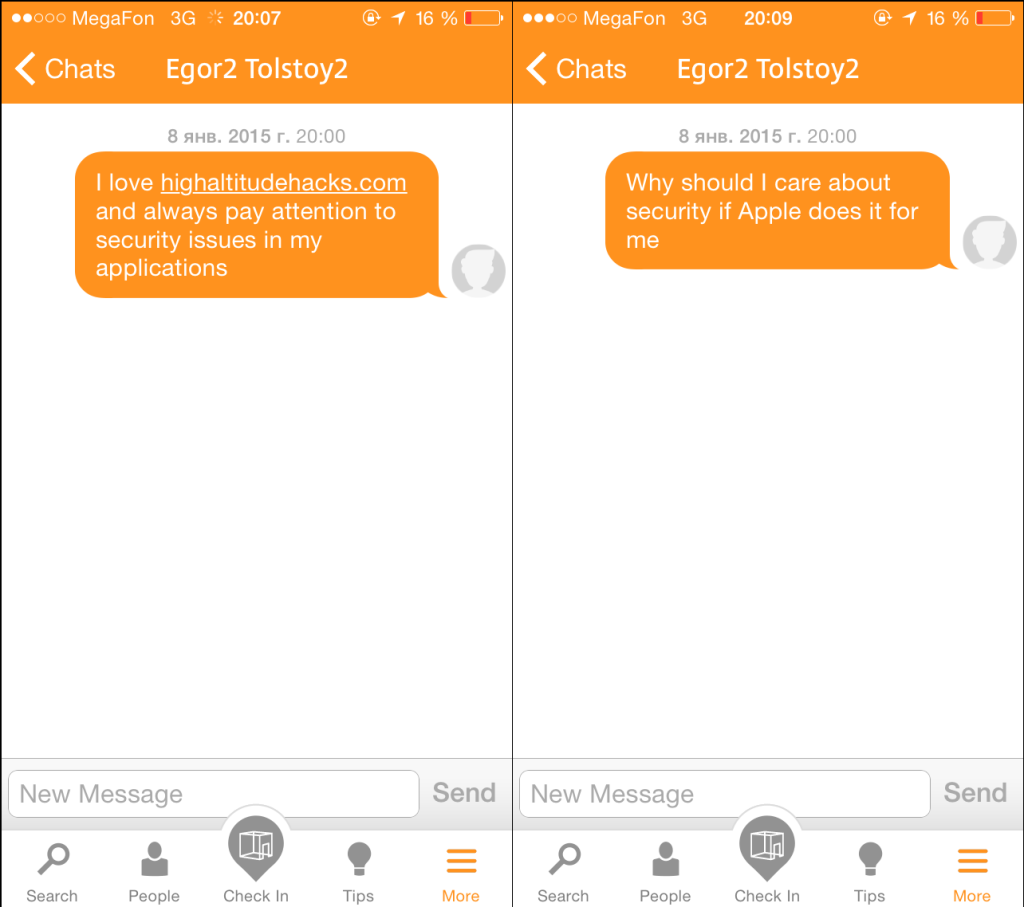 MegaFon 3G 20:07 16 %
Chats Egor2 Tolstoy2
8 янв. 2015 г. 20:00
I love highaltitudehacks.com
and always pay attention to
security issues in my
applications
New Message Send
Search People Check In Tips More
MegaFon 3G 20:09 16 %
Chats Egor2 Tolstoy2
8 янв. 2015 г. 20:00
Why should I care about
security if Apple does it for
me
New Message Send
Search People Check In Tips More